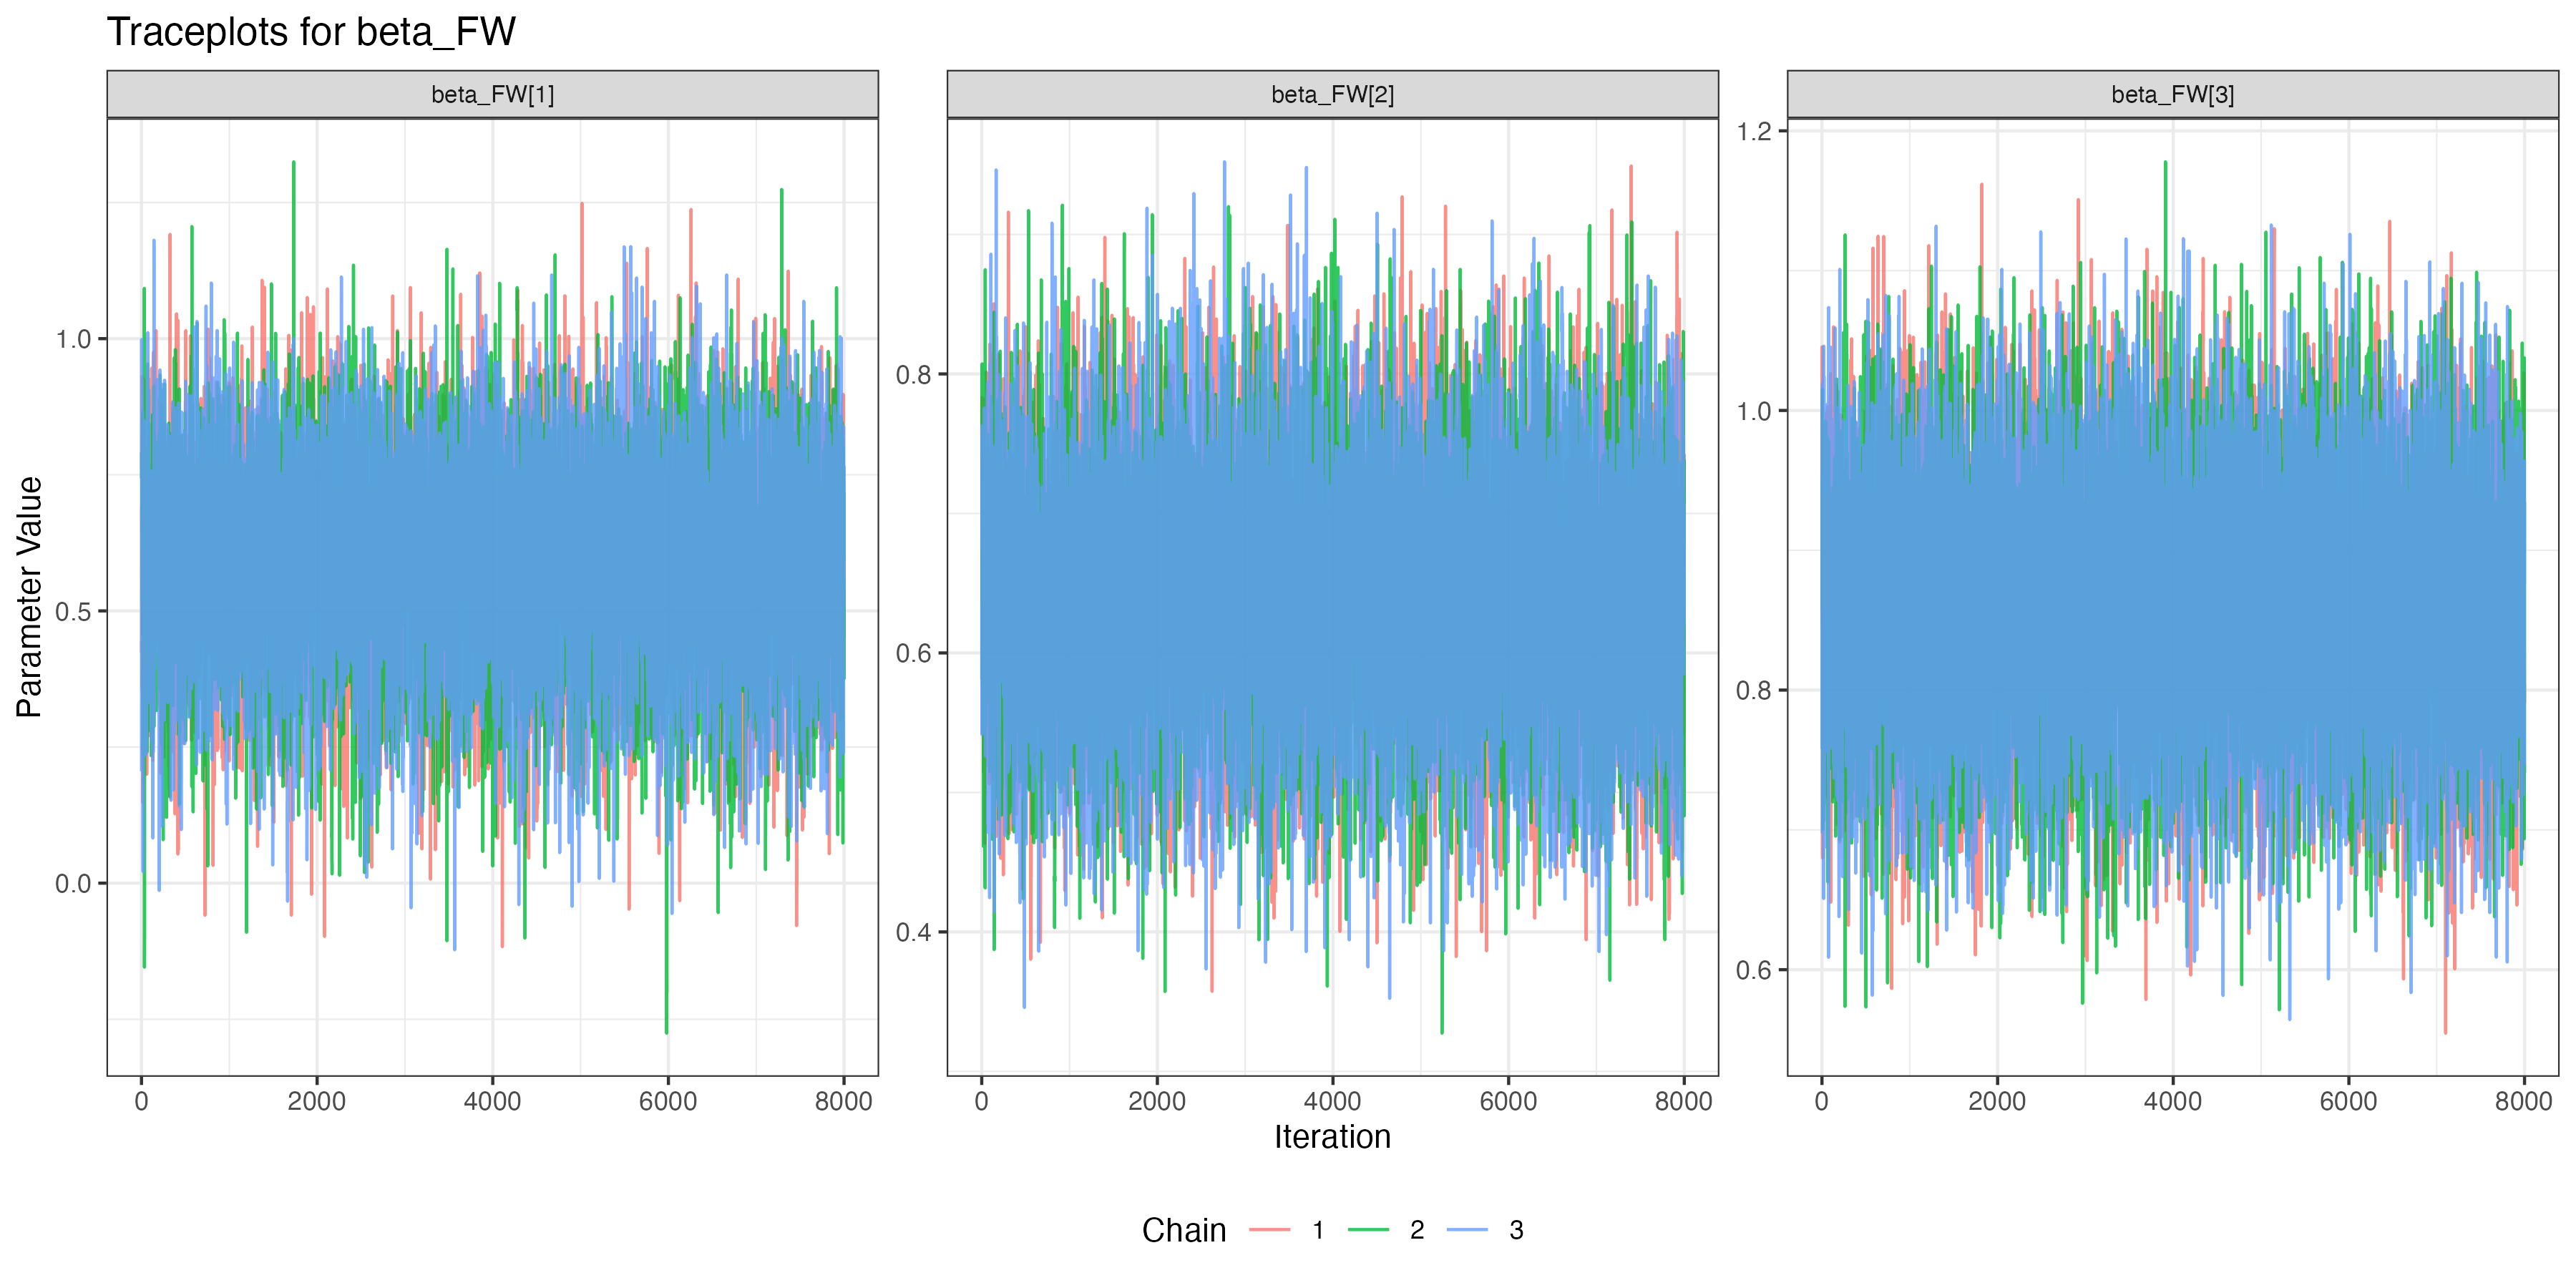 Traceplots for beta_FW
beta_FW[1] beta_FW[2] beta_FW[3]
Parameter Value
1.0
0.5
0.0
0.8
0.6
0.4
1.2
1.0
0.8
0.6
0 2000 4000 6000 8000 0 2000 4000 6000 8000 0 2000 4000 6000 8000
Iteration
Chain 1 2 3